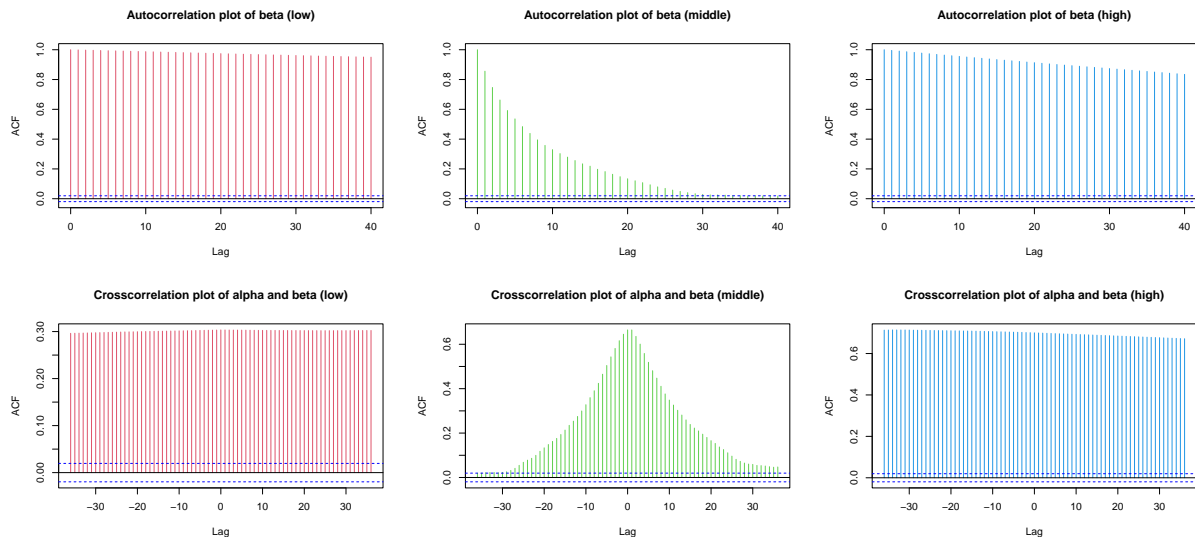 Autocorrelation plot of beta (low)
ACF
0.0 0.2 0.4 0.6 0.8 1.0
0 10 20 30 40
Lag
Autocorrelation plot of beta (middle)
ACF
0.0 0.2 0.4 0.6 0.8 1.0
0 10 20 30 40
Lag
Autocorrelation plot of beta (high)
ACF
0.0 0.2 0.4 0.6 0.8 1.0
0 10 20 30 40
Lag
Crosscorrelation plot of alpha and beta (low)
ACF
0.00 0.10 0.20 0.30
−30 −20 −10 0 10 20 30
Lag
Crosscorrelation plot of alpha and beta (middle)
ACF
0.0 0.2 0.4 0.6
−30 −20 −10 0 10 20 30
Lag
Crosscorrelation plot of alpha and beta (high)
ACF
0.0 0.2 0.4 0.6
−30 −20 −10 0 10 20 30
Lag